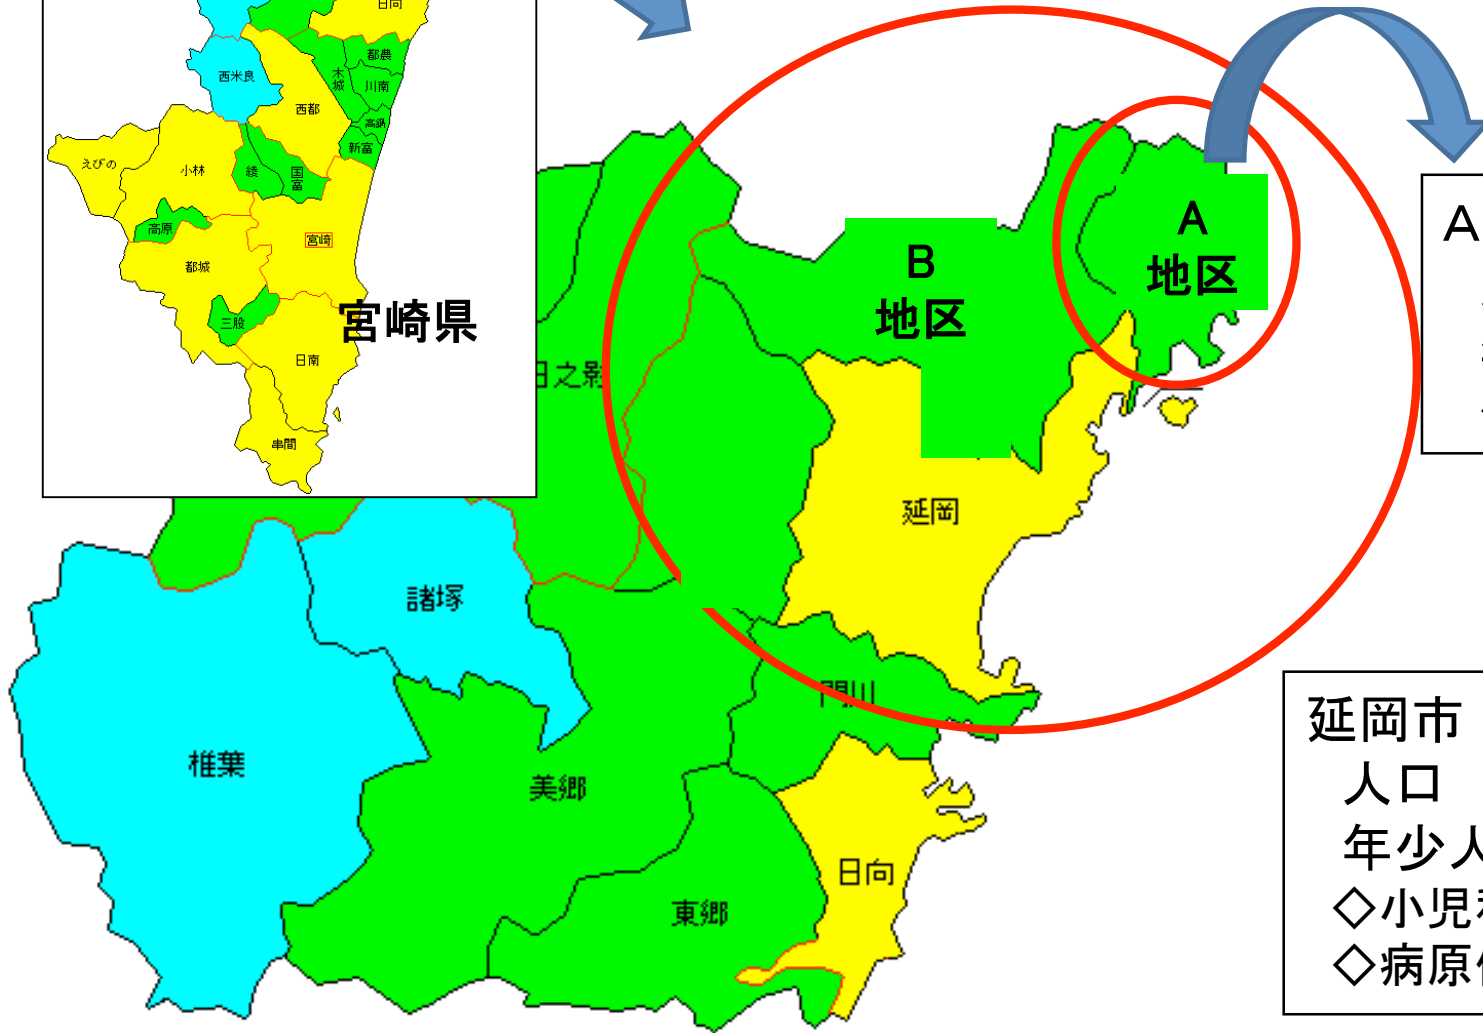 日向
都農
木城
川南
西米良
西都
高鍋
新富
えびの
小林
綾
国富
高原
宮崎
都城
宮崎県
三股
日南
串間
A
地区
B
地区
A
日之影
延岡
諸塚
門川
椎葉
美郷
日向
東郷
延岡市
人口
年少人
◇小児科
◇病原